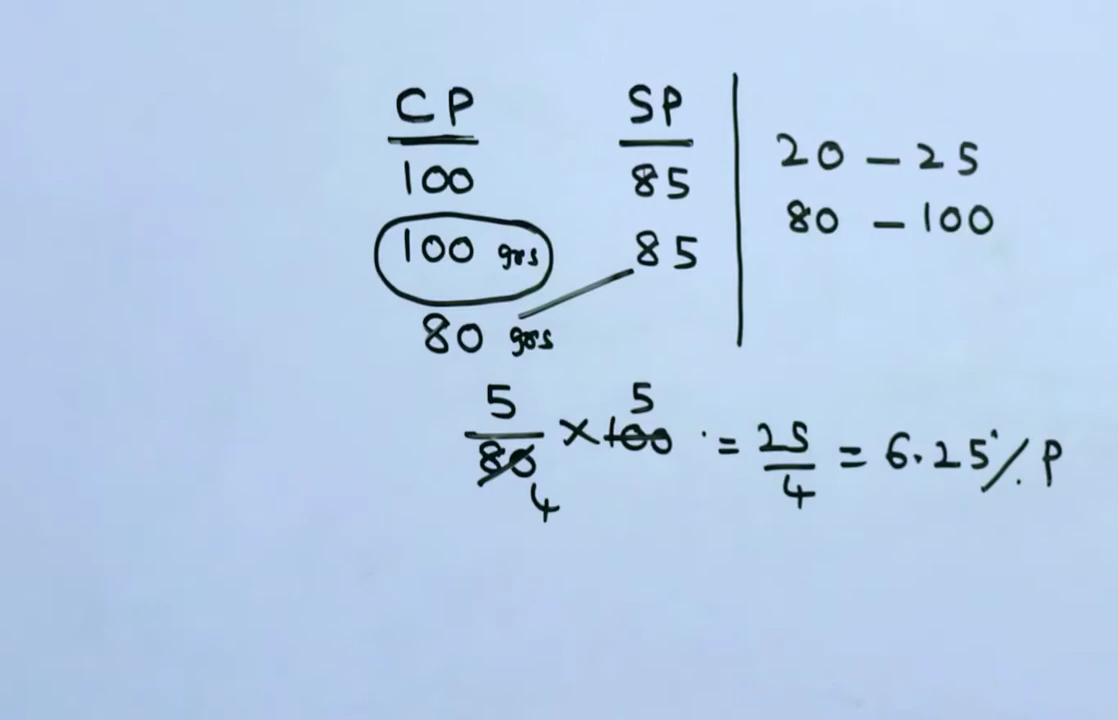 CP SP
100 85 20 - 25
80 - 100
100 grs 85
80 grs
5/80 × 100 = 25/4 = 6.25% P
4 5